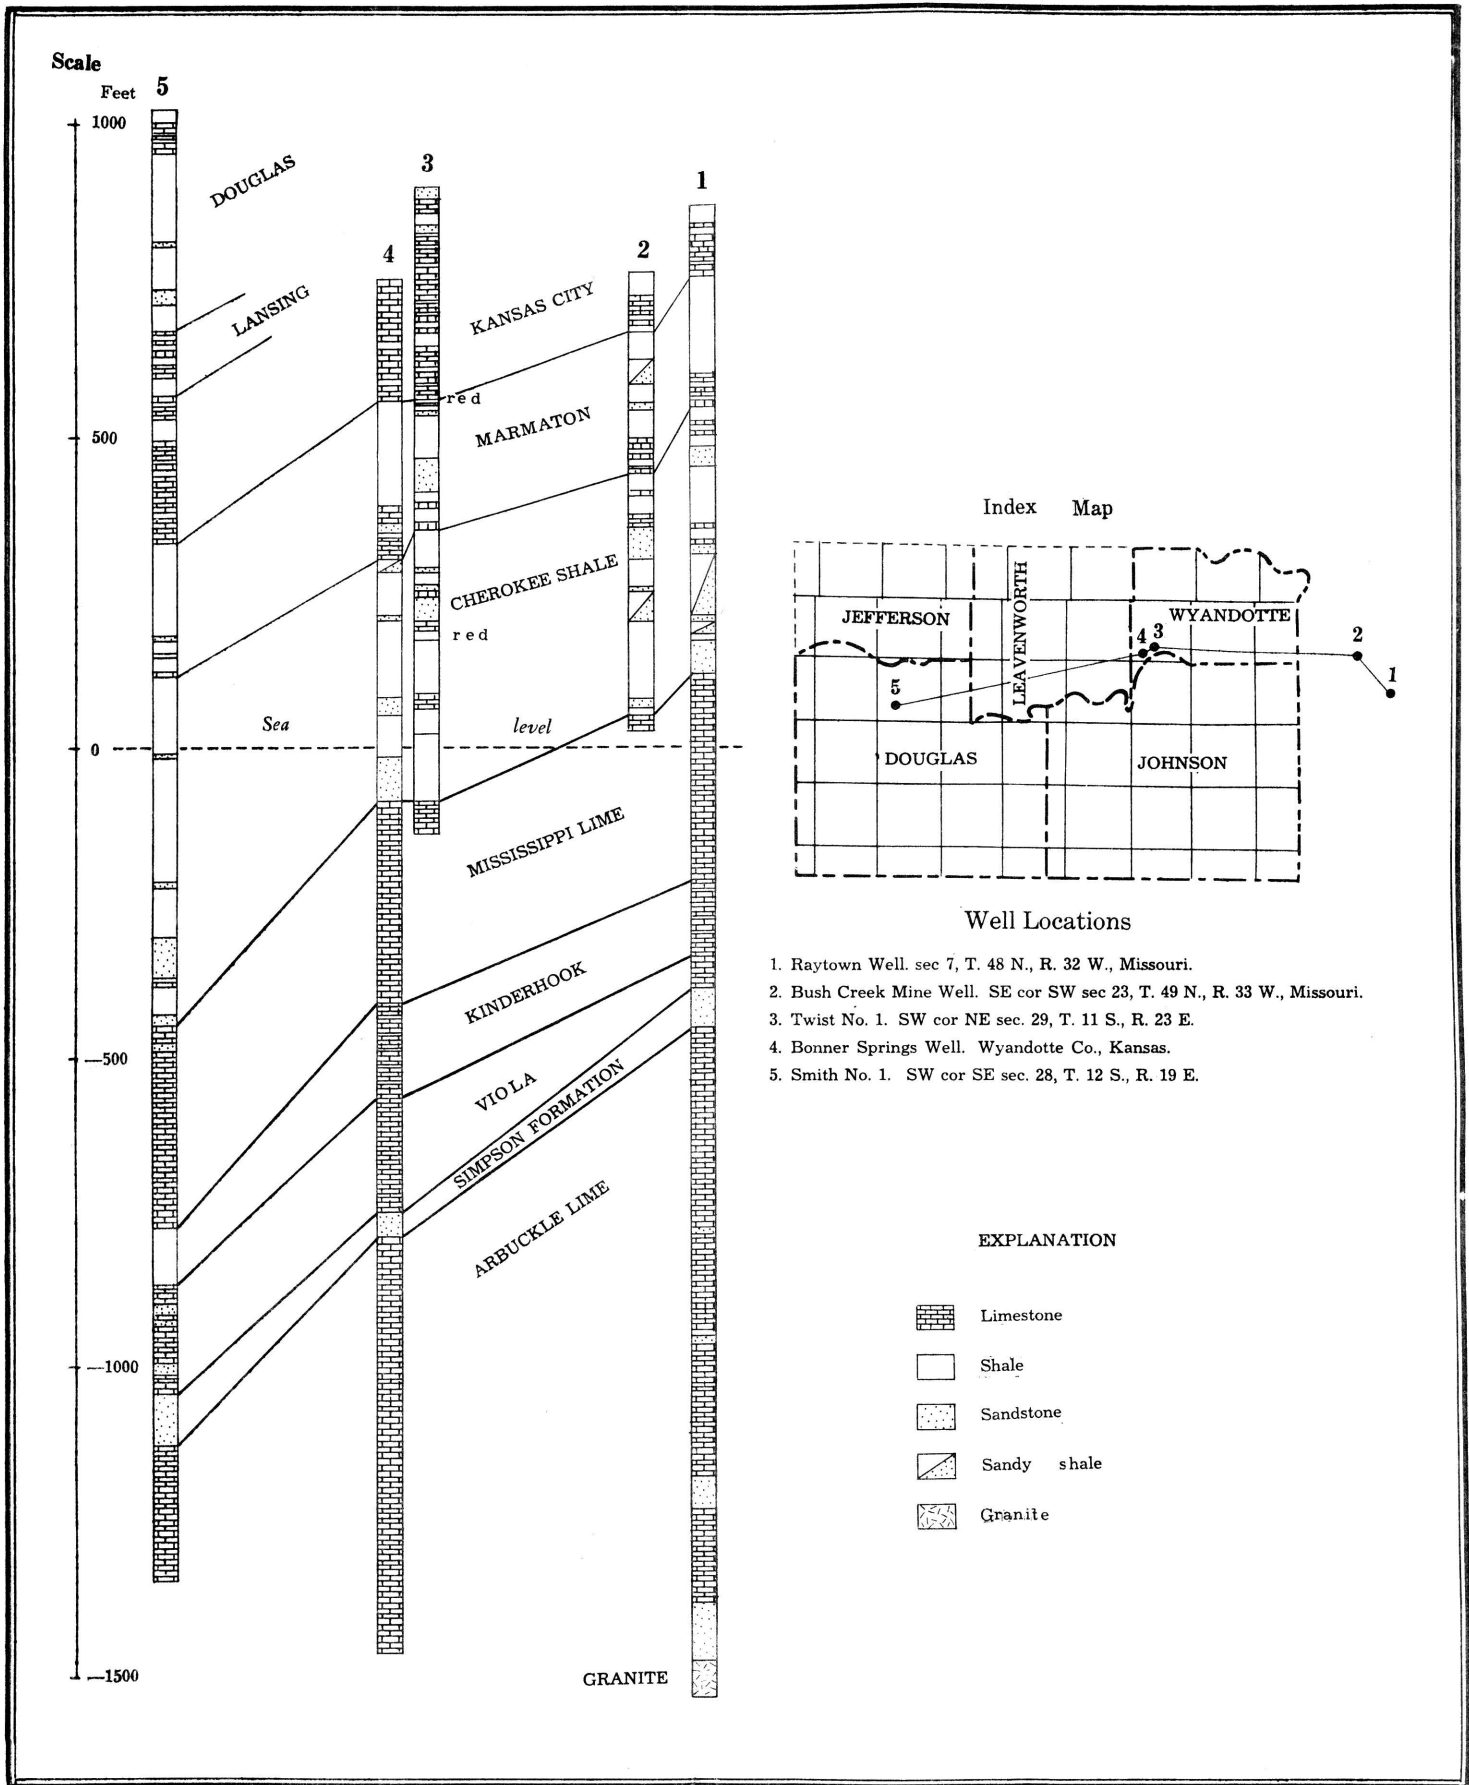 Scale
Feet
5
1000
DOUGLAS
3
1
4
2
LANSING
KANSAS CITY
red
500
MARMATON
CHEROKEE SHALE
red
Sea level
0
MISSISSIPPI LIME
KINDERHOOK
—500
VIOLA
SIMPSON FORMATION
ARBUCKLE LIME
—1000
—1500
GRANITE
Index Map
JEFFERSON
LEAVENWORTH
WYANDOTTE
4 3
2
1
5
DOUGLAS
JOHNSON
Well Locations
1. Raytown Well. sec 7, T. 48 N., R. 32 W., Missouri.
2. Bush Creek Mine Well. SE cor SW sec 23, T. 49 N., R. 33 W., Missouri.
3. Twist No. 1. SW cor NE sec. 29, T. 11 S., R. 23 E.
4. Bonner Springs Well. Wyandotte Co., Kansas.
5. Smith No. 1. SW cor SE sec. 28, T. 12 S., R. 19 E.
EXPLANATION
Limestone
Shale
Sandstone
Sandy shale
Granite